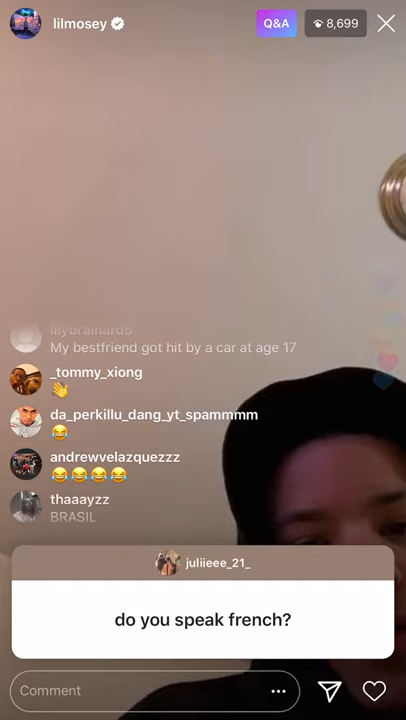 lilmosey
Q&A
8,699
lilybrainard5
My bestfriend got hit by a car at age 17
_tommy_xiong
👋
da_perkillu_dang_yt_spammmm
😂
andrewvelazquezzz
😂😂😂😂
thaaayzz
BRASIL
juliieee_21_
do you speak french?
Comment